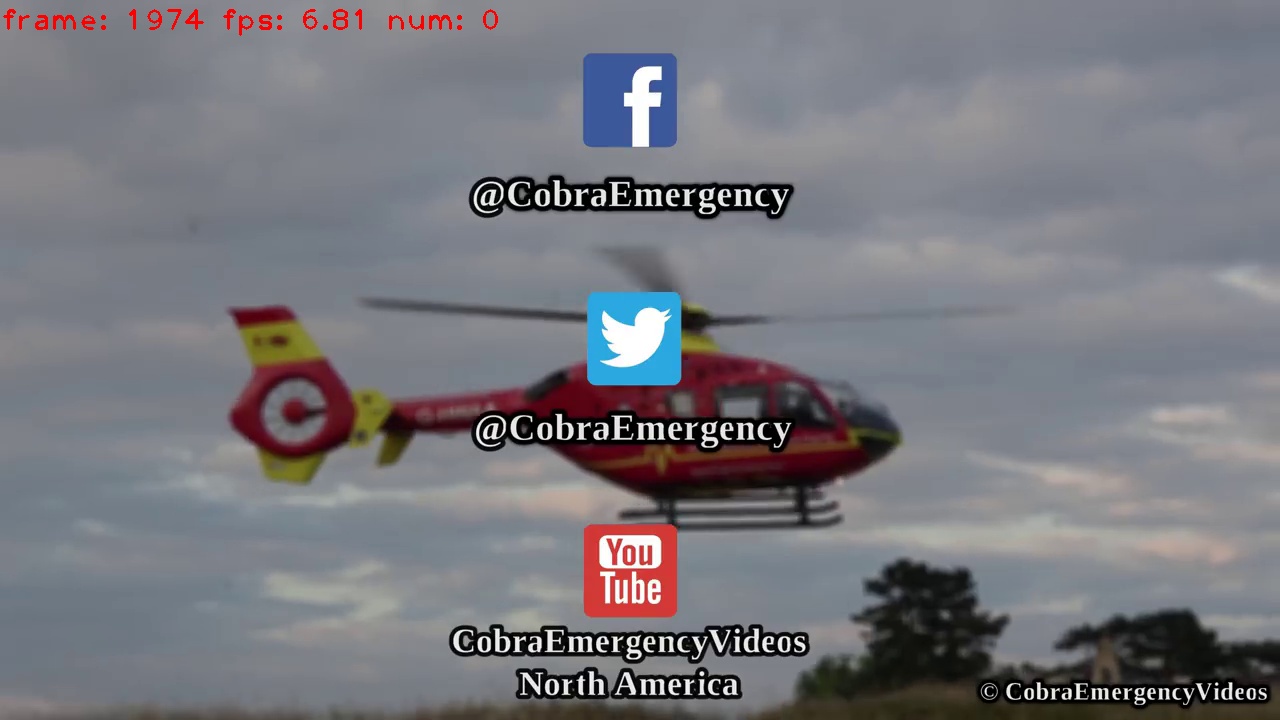 frame: 1974 fps: 6.81 num: 0
f
@CobraEmergency
@CobraEmergency
You
Tube
CobraEmergencyVideos
North America
© CobraEmergencyVideos